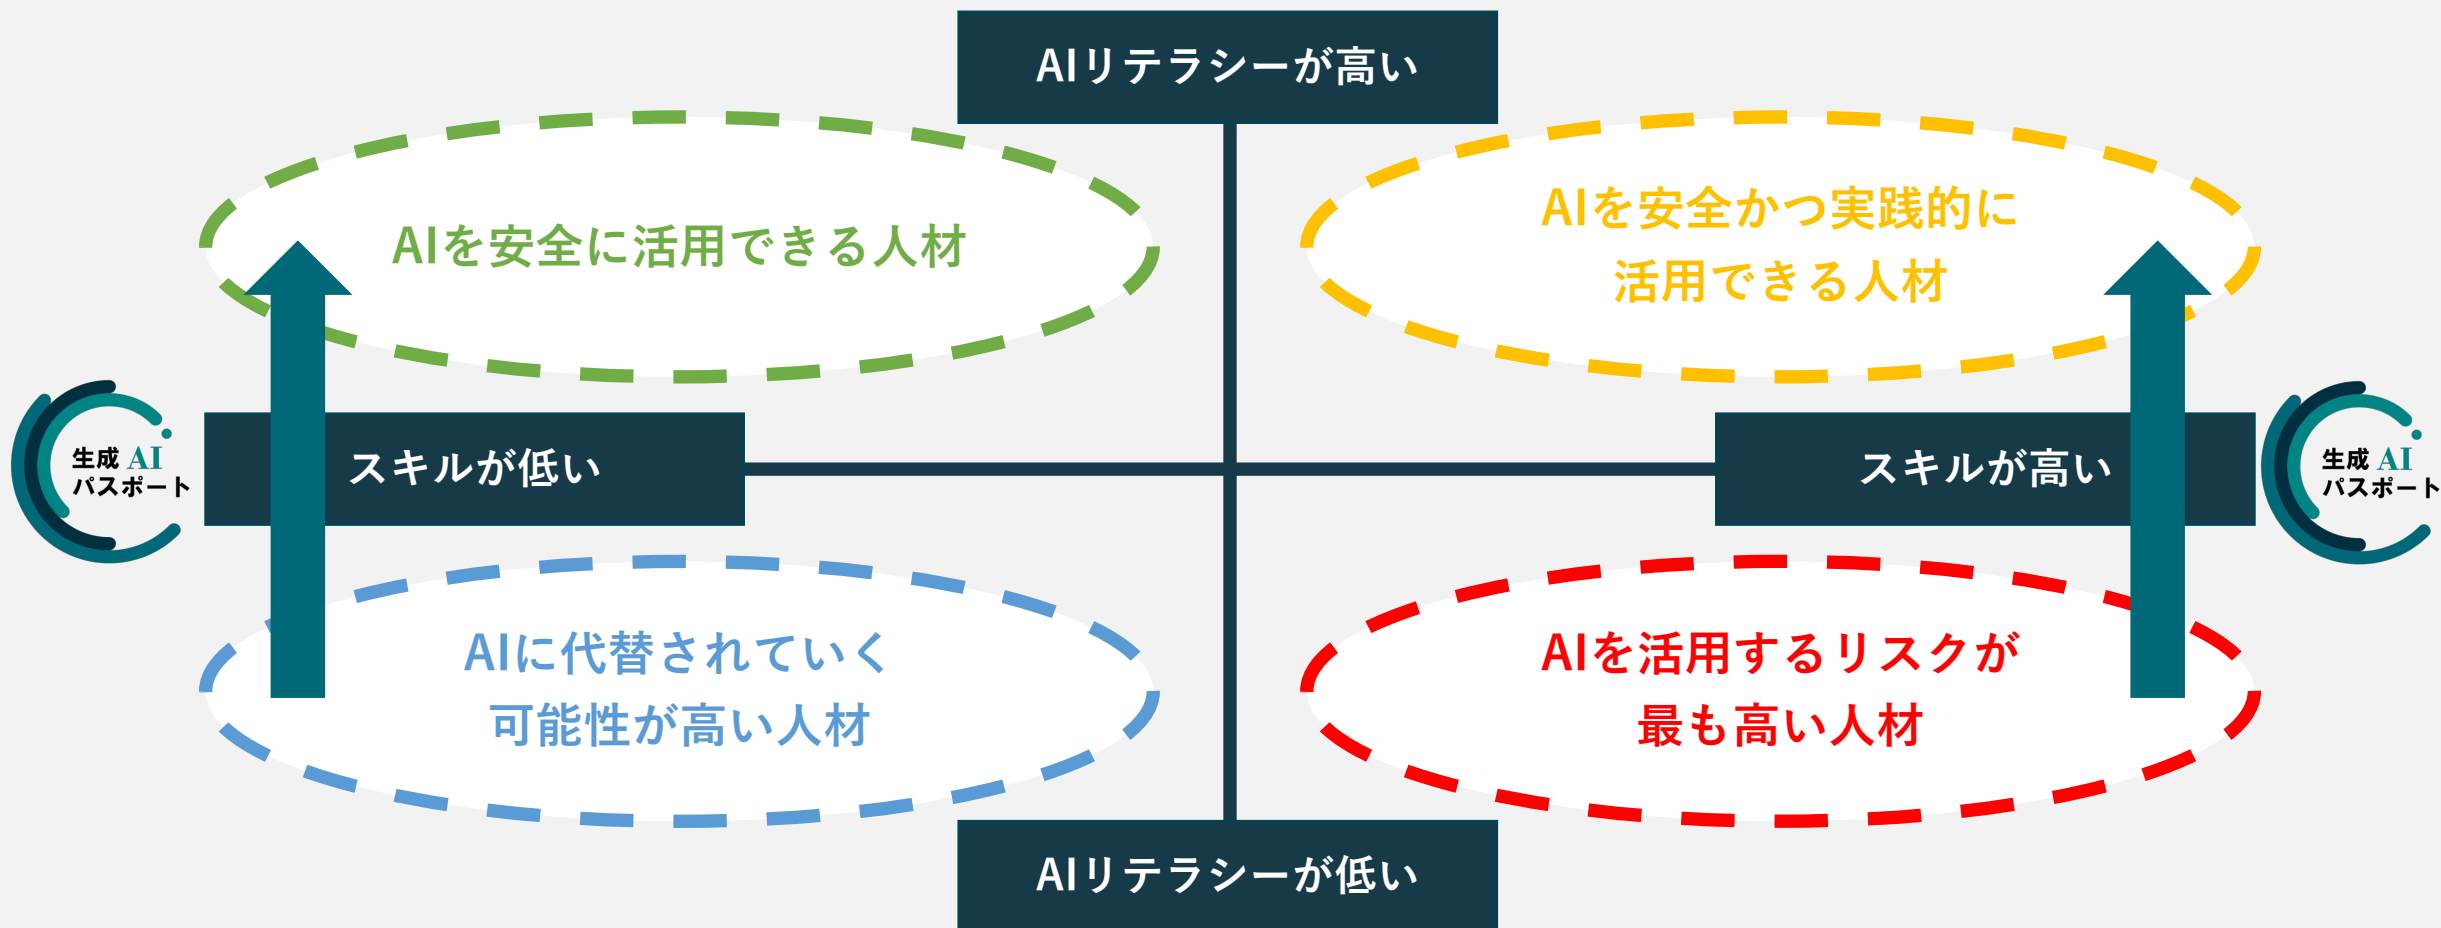 AIリテラシーが高い
AIを安全に活用できる人材
AIを安全かつ実践的に
活用できる人材
生成 AI
パスポート
スキルが低い
スキルが高い
生成 AI
パスポート
AIに代替されていく
可能性が高い人材
AIを活用するリスクが
最も高い人材
AIリテラシーが低い